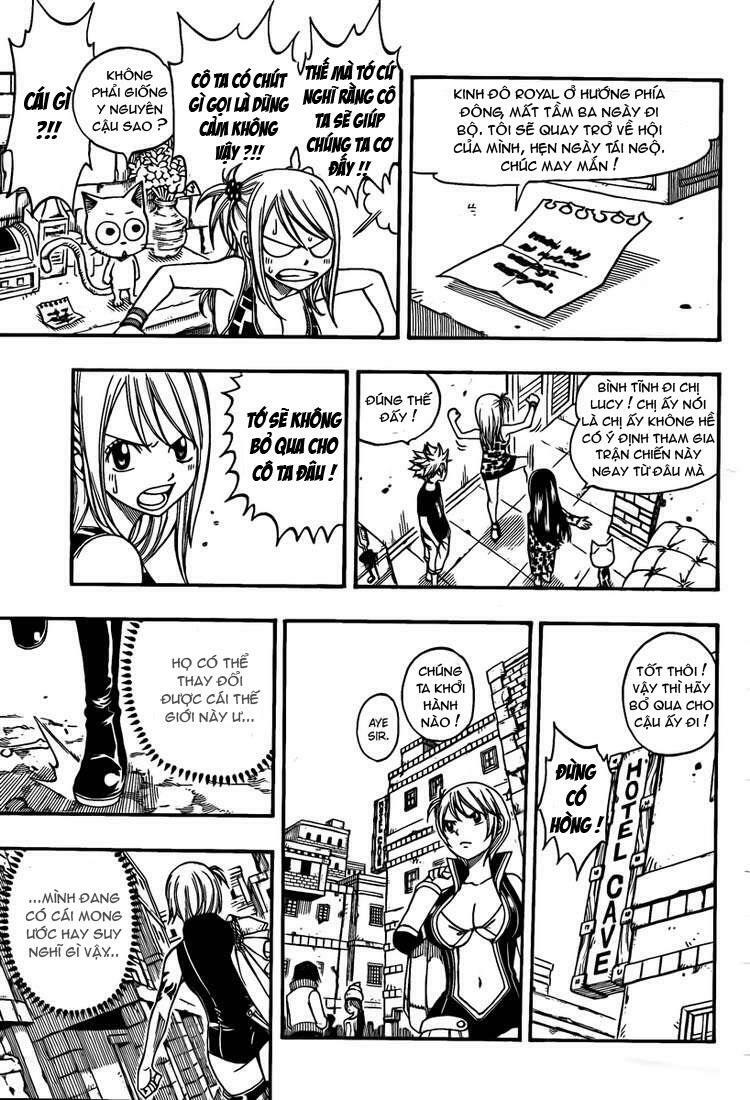 KINH ĐÔ ROYAL Ở HƯỚNG PHÍA
ĐÔNG, MẤT TẦM BA NGÀY ĐI
BỘ. TÔI SẼ QUAY TRỞ VỀ HỘI
CỦA MÌNH, HẸN NGÀY TÁI NGỘ.
CHÚC MAY MẮN !
THẾ MÀ TỚ CỨ
NGHĨ RẰNG CÔ
TA SẼ GIÚP
CHÚNG TA CƠ
ĐẤY !!
CÔ TA CÓ CHÚT
GÌ GỌI LÀ DŨNG
CẢM KHÔNG
VẬY ?!!
KHÔNG
PHẢI GIỐNG
Y NGUYÊN
CẬU SAO ?
CÁI GÌ
?!!
BÌNH TĨNH ĐI CHỊ
LUCY ! CHỊ ẤY NÓI
LÀ CHỊ ẤY KHÔNG HỀ
CÓ Ý ĐỊNH THAM GIA
TRẬN CHIẾN NÀY
NGAY TỪ ĐẦU MÀ
ĐÚNG THẾ
ĐẤY !
TỚ SẼ KHÔNG
BỎ QUA CHO
CÔ TA ĐÂU !
TỐT THÔI !
VẬY THÌ HÃY
BỎ QUA CHO
CẬU ẤY ĐI !
ĐỪNG
CÓ
HÒNG !
HOTEL CAVE
CHÚNG
TA KHỞI
HÀNH
NÀO !
AYE
SIR.
HỌ CÓ THỂ
THAY ĐỔI
ĐƯỢC CÁI THẾ
GIỚI NÀY Ư...
...MÌNH ĐANG
CÓ CÁI MONG
ƯỚC HAY SUY
NGHĨ GÌ VẬY..